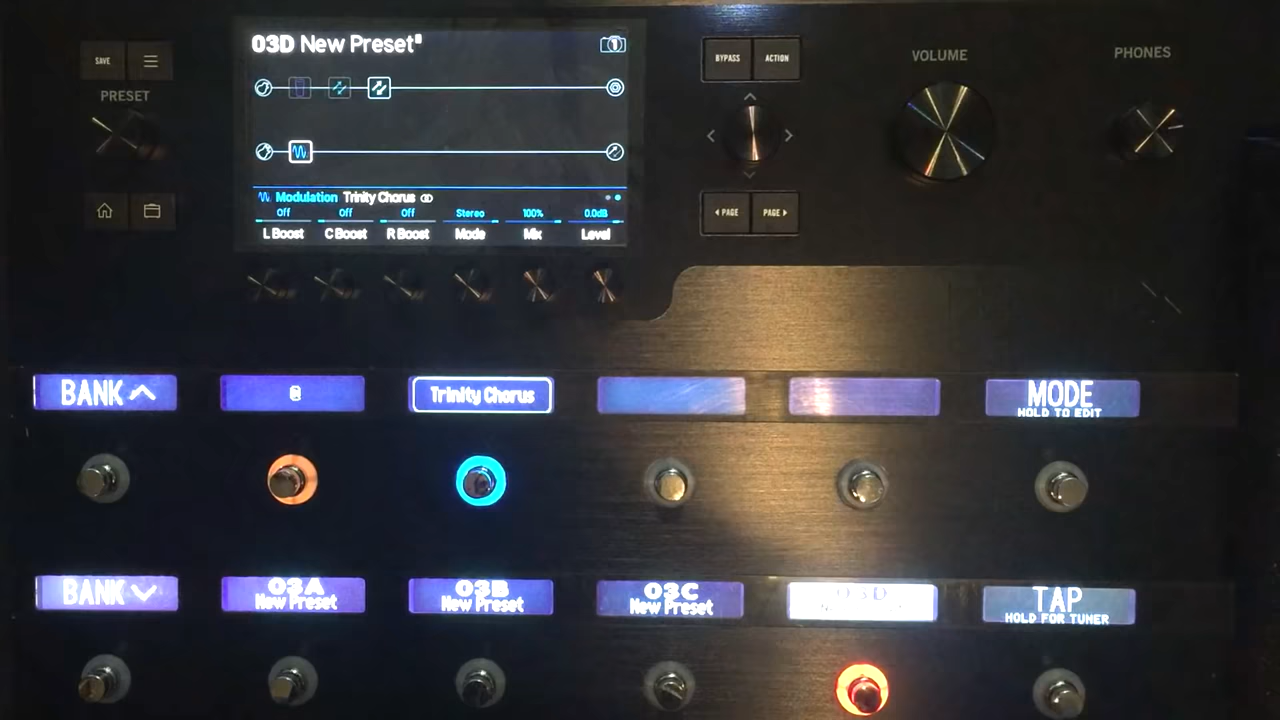 03D New Preset
SAVE
PRESET
BYPASS
ACTION
VOLUME
PHONES
Modulation Trinity Chorus
Off Off Off Stereo 100% 0.0dB
L Boost C Boost R Boost Mode Mix Level
PAGE
PAGE
BANK
Trinity Chorus
MODE
HOLD TO EDIT
BANK
03A
New Preset
03B
New Preset
03C
New Preset
03D
TAP
HOLD FOR TUNER